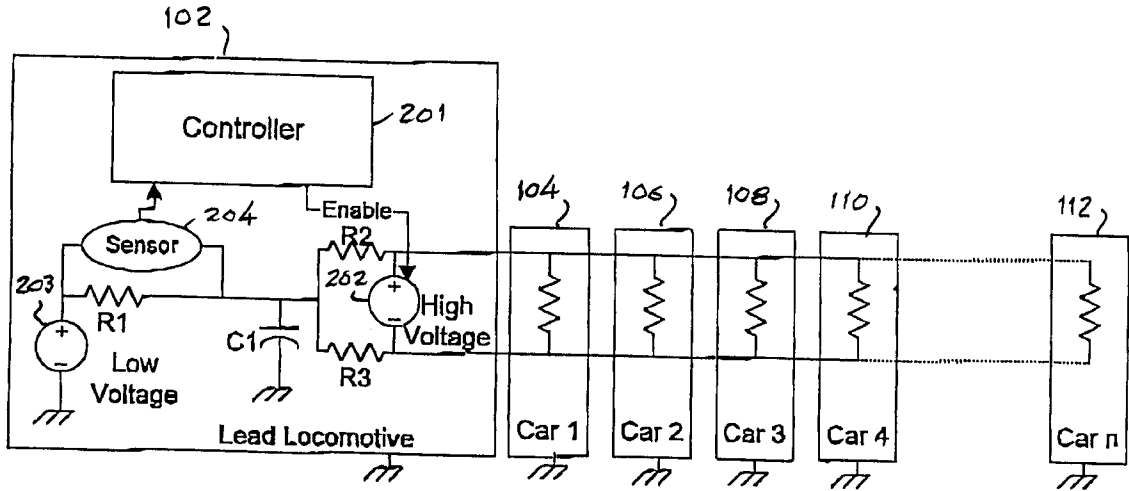 102
Controller
201
Enable
204
Sensor
R2
203
R1
202
High
Voltage
C1
R3
Low
Voltage
Lead Locomotive
104
106
108
110
112
Car 1
Car 2
Car 3
Car 4
Car n